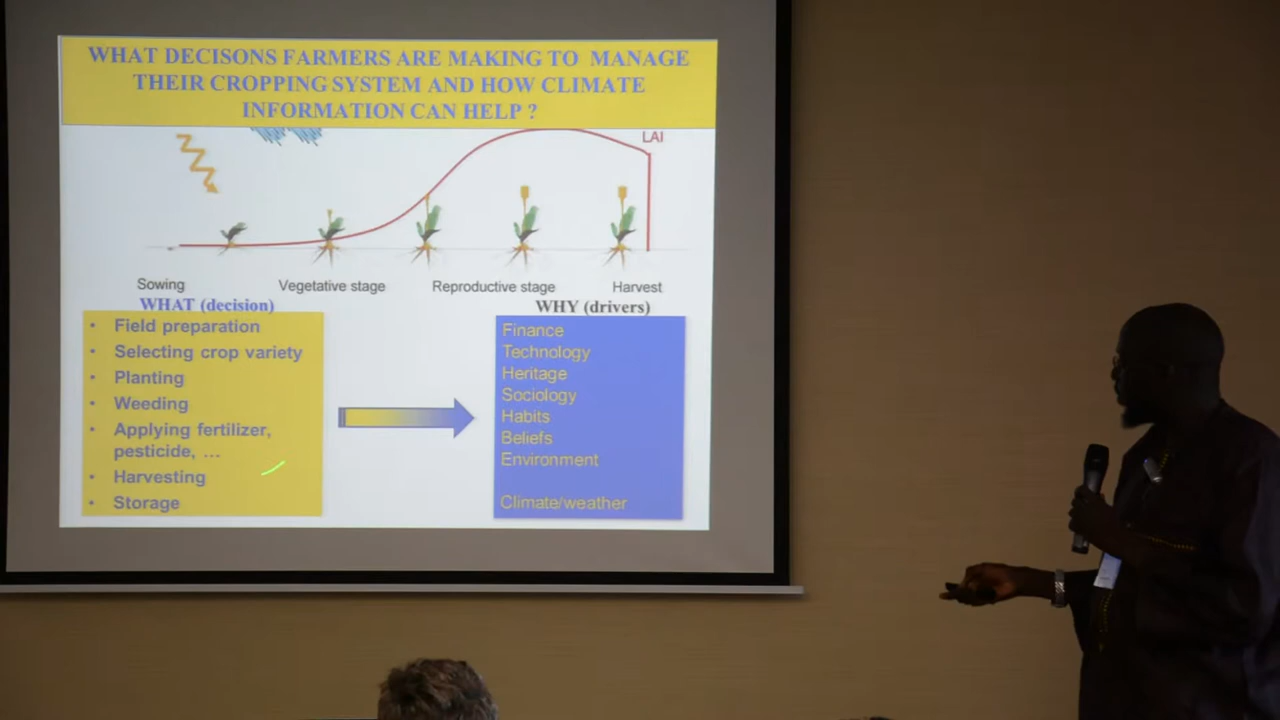 WHAT DECISONS FARMERS ARE MAKING TO MANAGE
THEIR CROPPING SYSTEM AND HOW CLIMATE
INFORMATION CAN HELP ?
LAI
Sowing
Vegetative stage
Reproductive stage
Harvest
WHAT (decision)
• Field preparation
• Selecting crop variety
• Planting
• Weeding
• Applying fertilizer,
pesticide, ...
• Harvesting
• Storage
WHY (drivers)
Finance
Technology
Heritage
Sociology
Habits
Beliefs
Environment
Climate/weather